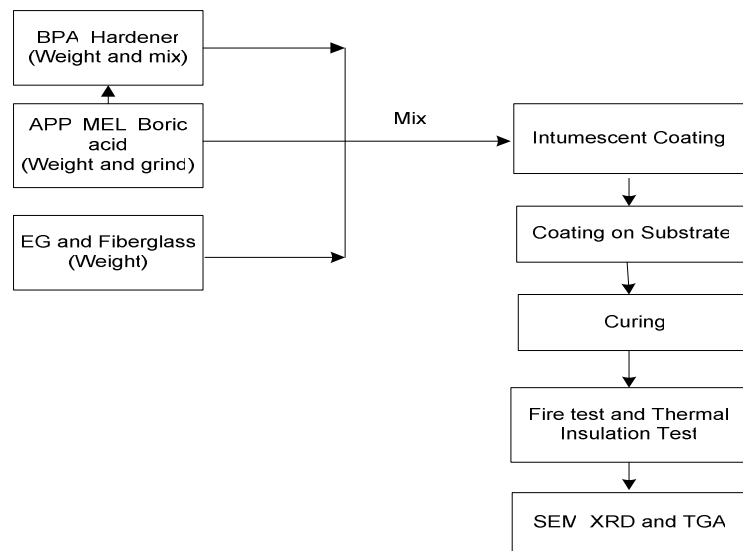 BPA Hardener
(Weight and mix)
APP MEL Boric
acid
(Weight and grind)
EG and Fiberglass
(Weight)
Mix
Intumescent Coating
Coating on Substrate
Curing
Fire test and Thermal
Insulation Test
SEM XRD and TGA